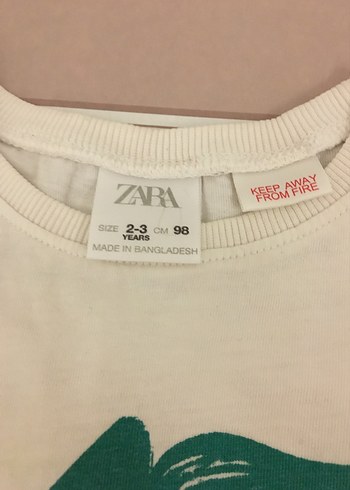 ZARA
SIZE 2-3 CM 98
YEARS
MADE IN BANGLADESH
KEEP AWAY
FROM FIRE